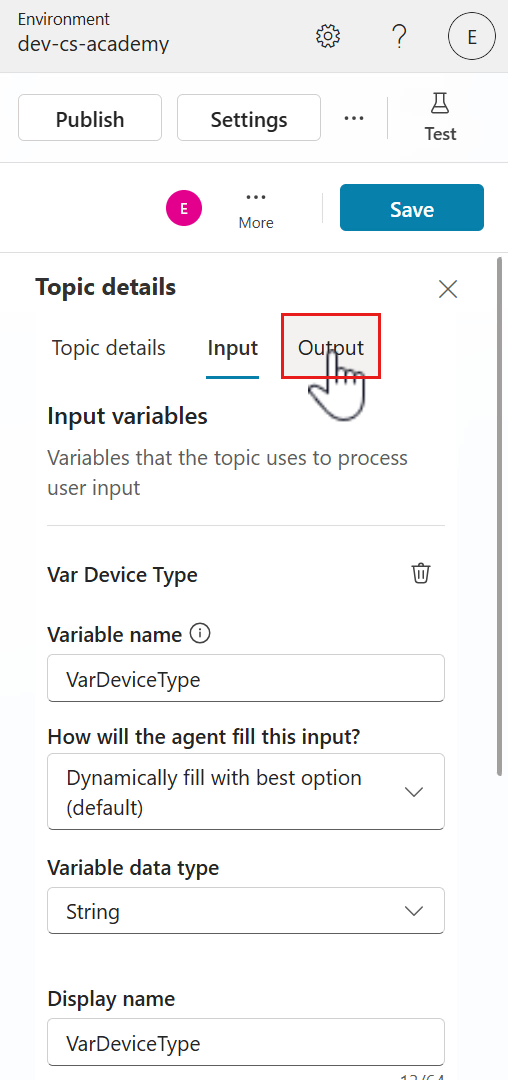 Environment
dev-cs-academy
?
E
Publish
Settings
...
Test
E
...
More
Save
Topic details
Topic details
Input
Output
Input variables
Variables that the topic uses to process
user input
Var Device Type
Variable name
VarDeviceType
How will the agent fill this input?
Dynamically fill with best option
(default)
Variable data type
String
Display name
VarDeviceType